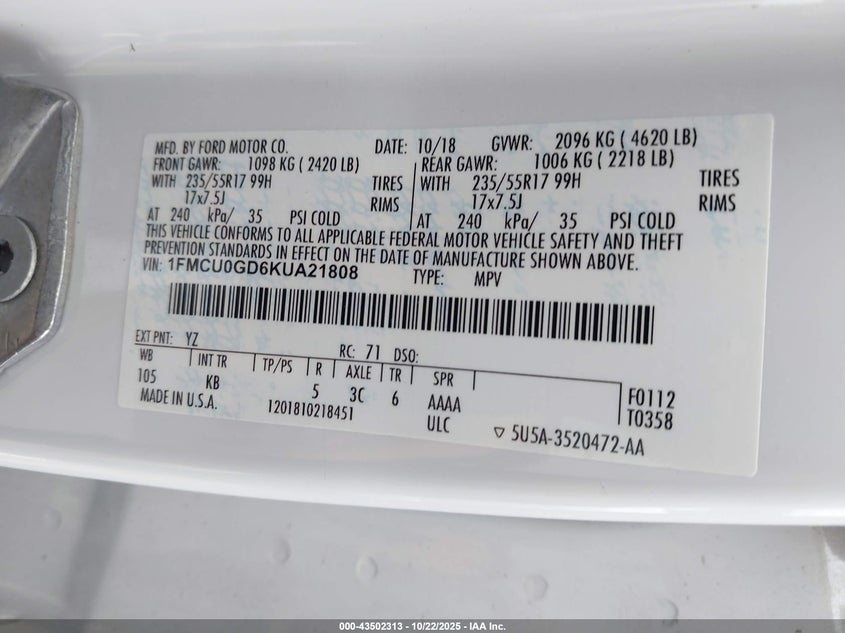 MFD. BY FORD MOTOR CO. DATE: 10/18 GVWR: 2096 KG ( 4620 LB)
FRONT GAWR: 1098 KG ( 2420 LB) REAR GAWR: 1006 KG ( 2218 LB)
WITH 235/55R17 99H TIRES WITH 235/55R17 99H TIRES
17x7.5J RIMS 17x7.5J RIMS
AT 240 kPa/ 35 PSI COLD AT 240 kPa/ 35 PSI COLD
THIS VEHICLE CONFORMS TO ALL APPLICABLE FEDERAL MOTOR VEHICLE SAFETY AND THEFT
PREVENTION STANDARDS IN EFFECT ON THE DATE OF MANUFACTURE SHOWN ABOVE.
VIN: 1FMCU0GD6KUA21808 TYPE: MPV
EXT PNT: YZ RC: 71 DSO:
WB INT TR TP/PS R AXLE TR SPR
105 KB 5 3C 6 AAAA F0112
MADE IN U.S.A. 1201810218451 ULC T0358
5U5A-3520472-AA
000-43502313 - 10/22/2025 - IAA Inc.